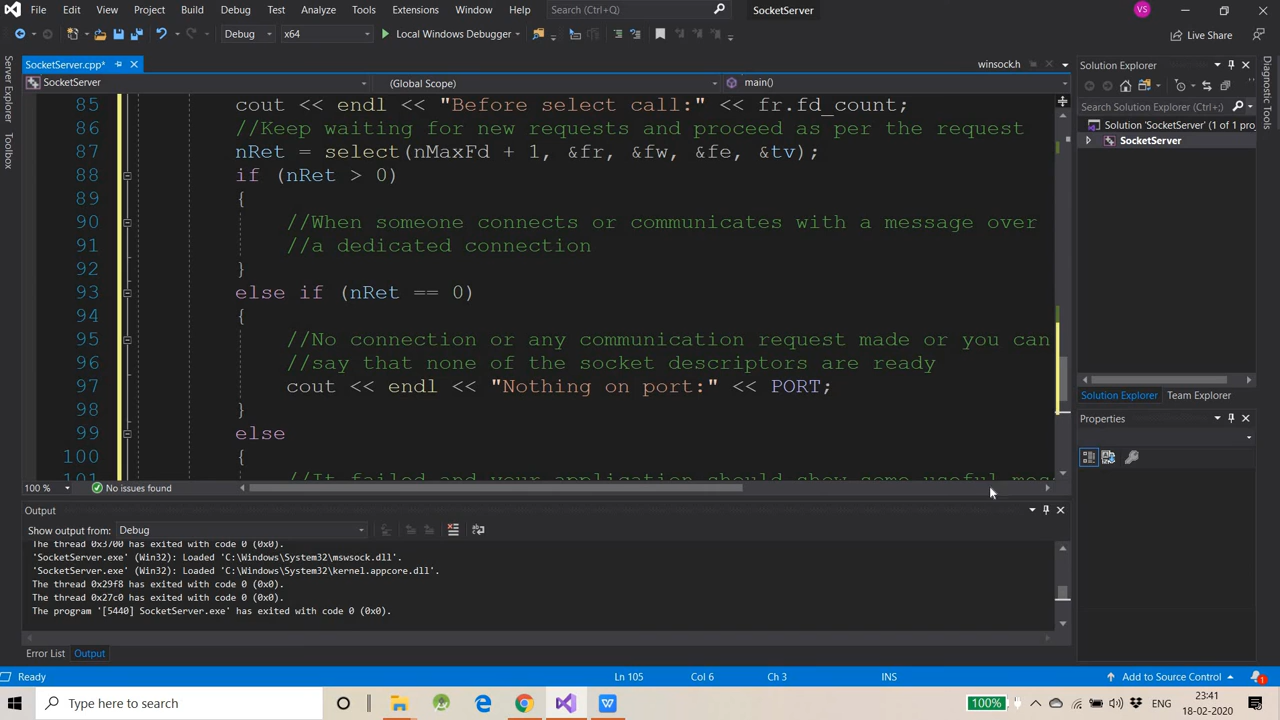 File Edit View Project Build Debug Test Analyze Tools Extensions Window Help Search (Ctrl+Q) SocketServer VS
Debug x64 Local Windows Debugger Live Share
Server Explorer
Toolbox
SocketServer.cpp* winsock.h
SocketServer (Global Scope) main()
85 cout << endl << "Before select call:" << fr.fd_count;
86 //Keep waiting for new requests and proceed as per the request
87 nRet = select(nMaxFd + 1, &fr, &fw, &fe, &tv);
88 if (nRet > 0)
89 {
90 //When someone connects or communicates with a message over
91 //a dedicated connection
92 }
93 else if (nRet == 0)
94 {
95 //No connection or any communication request made or you can
96 //say that none of the socket descriptors are ready
97 cout << endl << "Nothing on port:" << PORT;
98 }
99 else
100 {
101 //It failed and your application should show some useful mess
100 % No issues found
Output
Show output from: Debug
The thread 0x3700 has exited with code 0 (0x0).
'SocketServer.exe' (Win32): Loaded 'C:\Windows\System32\mswsock.dll'.
'SocketServer.exe' (Win32): Loaded 'C:\Windows\System32\kernel.appcore.dll'.
The thread 0x29f8 has exited with code 0 (0x0).
The thread 0x27c0 has exited with code 0 (0x0).
The program '[5440] SocketServer.exe' has exited with code 0 (0x0).
Error List Output
Solution Explorer
Search Solution Explorer (Ctrl+;)
Solution 'SocketServer' (1 of 1 pro
SocketServer
Solution Explorer Team Explorer
Properties
Diagnostic Tools
Ready Ln 105 Col 6 Ch 3 INS Add to Source Control 1
Type here to search 100% ENG 23:41
18-02-2020